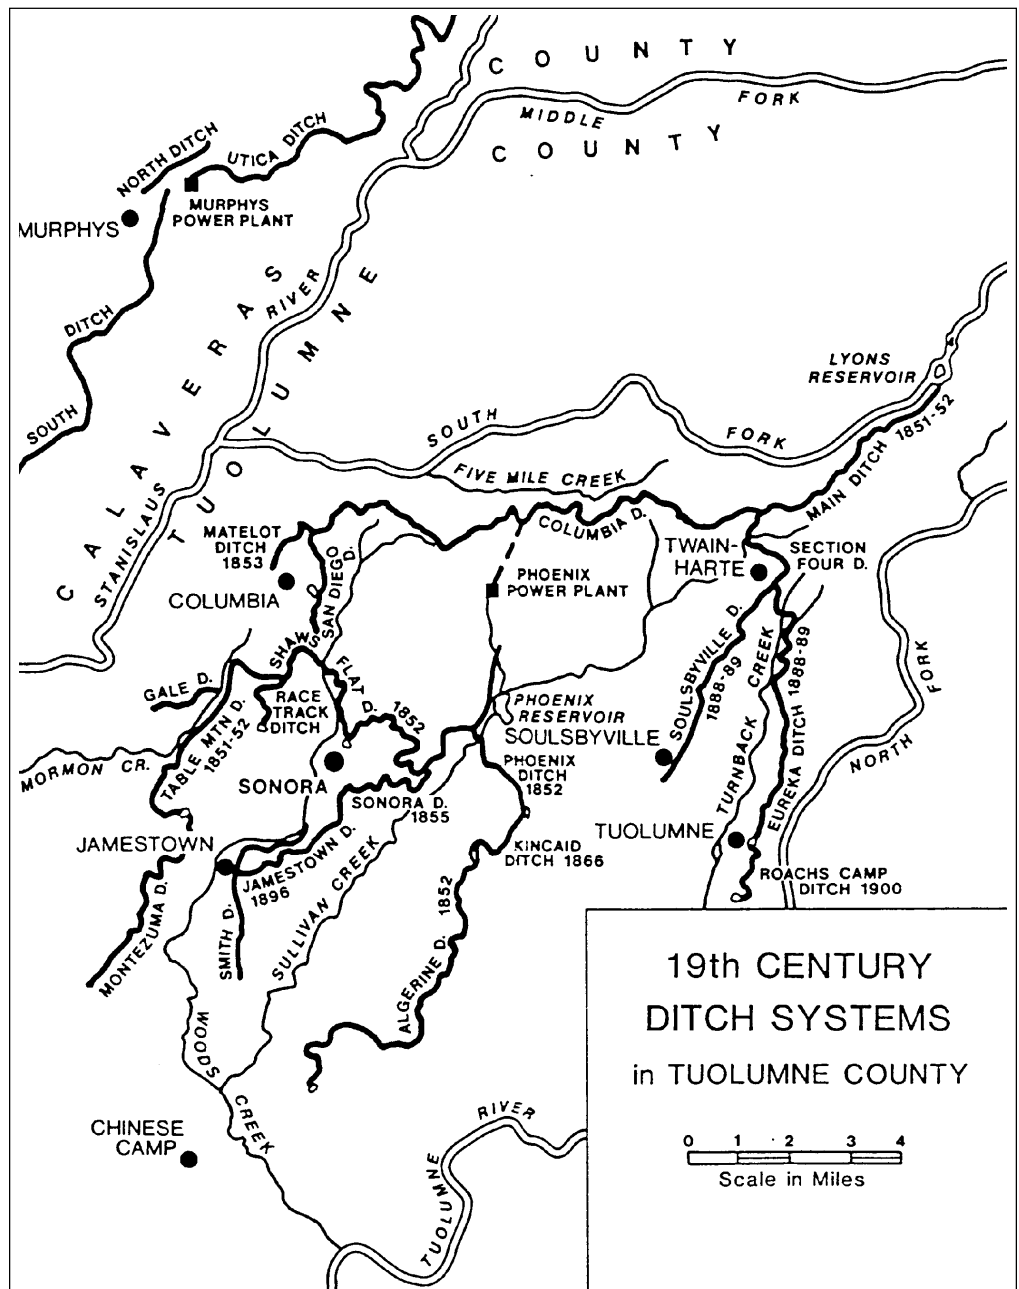 COUNTY
MIDDLE FORK
COUNTY
NORTH DITCH
UTICA DITCH
MURPHYS
POWER PLANT
MURPHYS
CALAVERAS
TUOLUMNE
STANISLAUS RIVER
SOUTH DITCH
LYONS
RESERVOIR
SOUTH FORK
FIVE MILE CREEK
MAIN DITCH 1851-52
COLUMBIA D.
MATELOT
DITCH
1853
SAN DIEGO
D.
COLUMBIA
PHOENIX
POWER PLANT
TWAIN-
HARTE
SECTION
FOUR D.
SHAWS FLAT D. 1852
GALE D.
RACE
TRACK
DITCH
TABLE MTN D.
1851-52
MORMON CR.
PHOENIX
RESERVOIR
SOULSBYVILLE
SOULSBYVILLE D.
1888-89
TURNBACK CREEK
EUREKA DITCH 1888-89
NORTH FORK
SONORA
SONORA D.
1855
PHOENIX
DITCH
1852
JAMESTOWN
JAMESTOWN D.
1896
KINCAID
DITCH 1866
TUOLUMNE
ROACHS CAMP
DITCH 1900
MONTEZUMA D.
SMITH D.
SULLIVAN CREEK
ALGERINE D. 1852
WOODS CREEK
CHINESE
CAMP
TUOLUMNE RIVER
19th CENTURY
DITCH SYSTEMS
in TUOLUMNE COUNTY
0 1 2 3 4
Scale in Miles